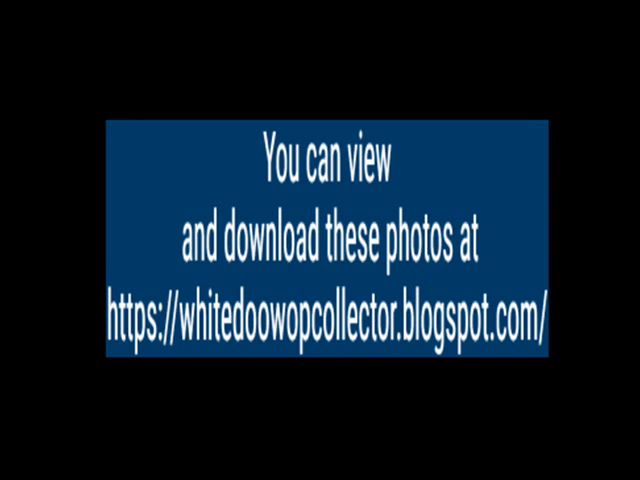 You can view
and download these photos at
https://whitedoowopcollector.blogspot.com/